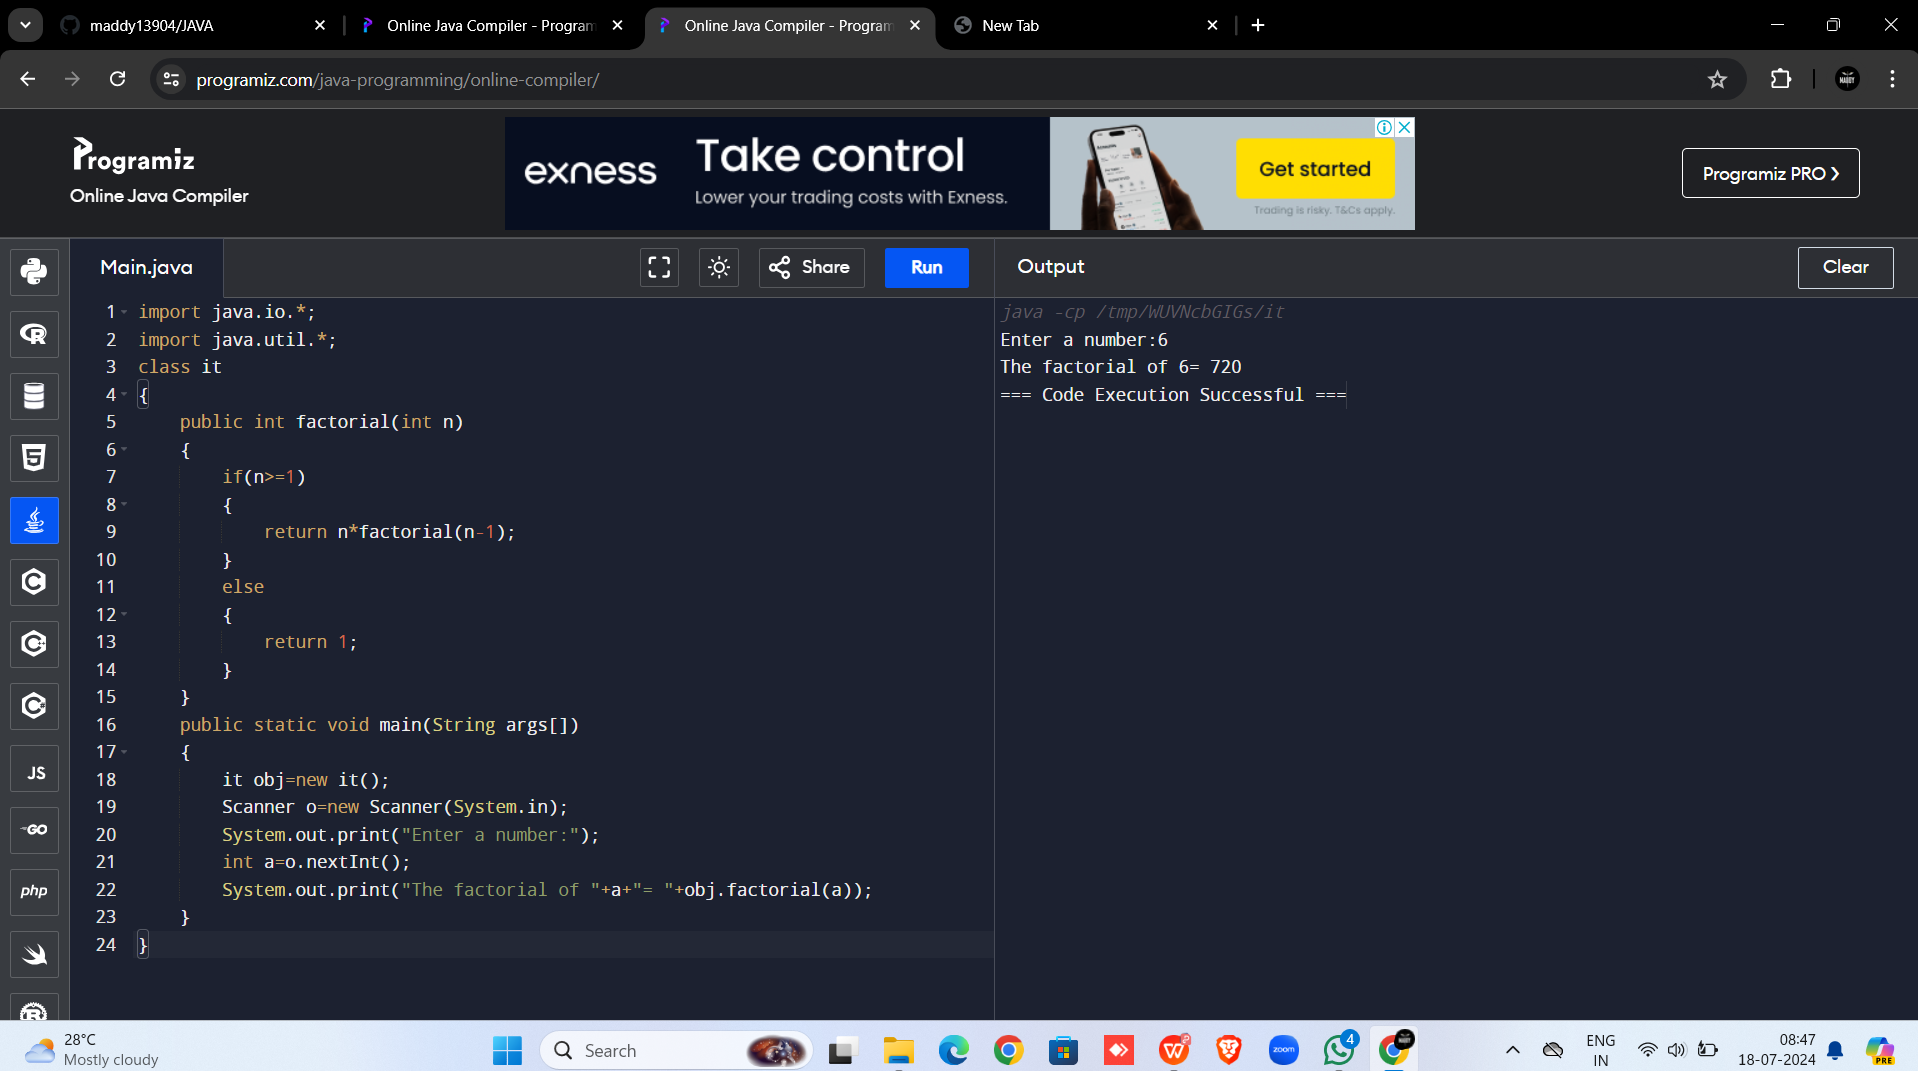 maddy13904/JAVA
Online Java Compiler - Program
Online Java Compiler - Program
New Tab
programiz.com/java-programming/online-compiler/
MADDY
Programiz
Online Java Compiler
exness
Take control
Lower your trading costs with Exness.
Get started
Trading is risky. T&Cs apply.
Programiz PRO
Main.java
Share
Run
Output
Clear
1 import java.io.*;
2 import java.util.*;
3 class it
4 {
5 public int factorial(int n)
6 {
7 if(n>=1)
8 {
9 return n*factorial(n-1);
10 }
11 else
12 {
13 return 1;
14 }
15 }
16 public static void main(String args[])
17 {
18 it obj=new it();
19 Scanner o=new Scanner(System.in);
20 System.out.print("Enter a number:");
21 int a=o.nextInt();
22 System.out.print("The factorial of "+a+"= "+obj.factorial(a));
23 }
24 }
java -cp /tmp/WUVNcbGIGs/it
Enter a number:6
The factorial of 6= 720
=== Code Execution Successful ===
R
5
C
C
C
JS
GO
php
R
28°C
Mostly cloudy
Search
W
zoom
4
ENG
IN
08:47
18-07-2024
PRE